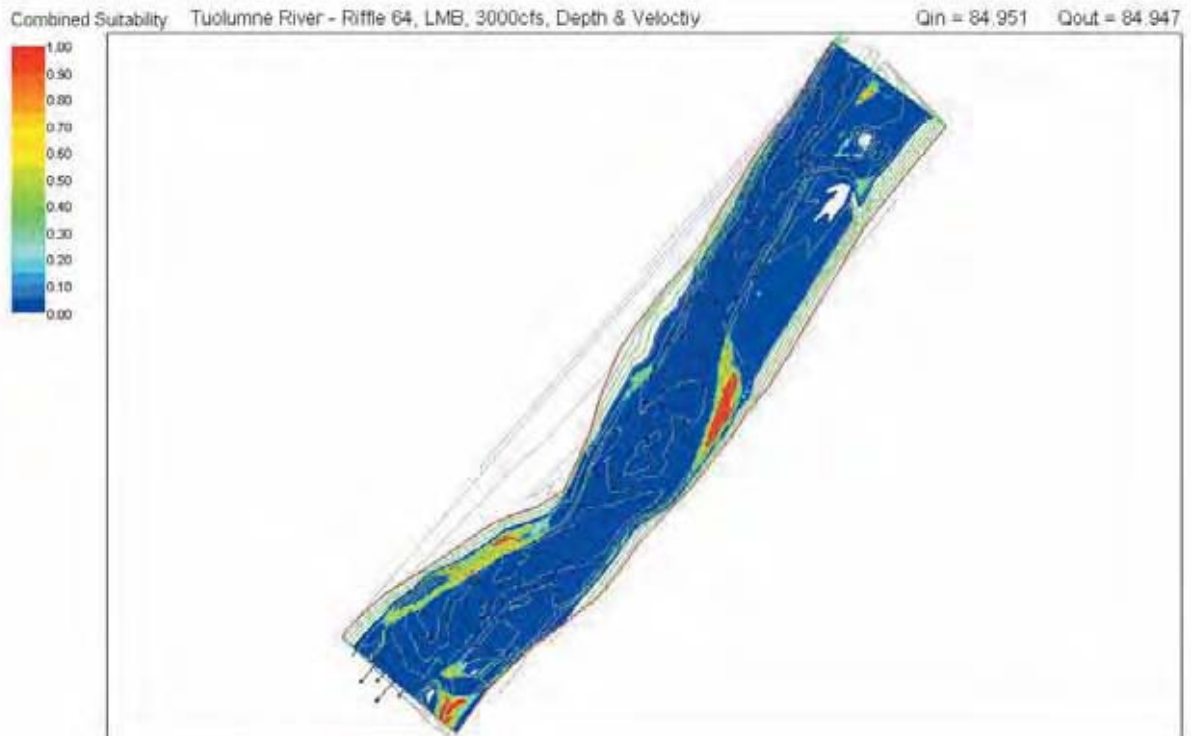 Combined Suitability
Tuolumne River - Riffle 64, LMB, 3000cfs, Depth & Veloctiy
Qin = 84.951
Qout = 84.947
1.00
0.90
0.80
0.70
0.60
0.50
0.40
0.30
0.20
0.10
0.00